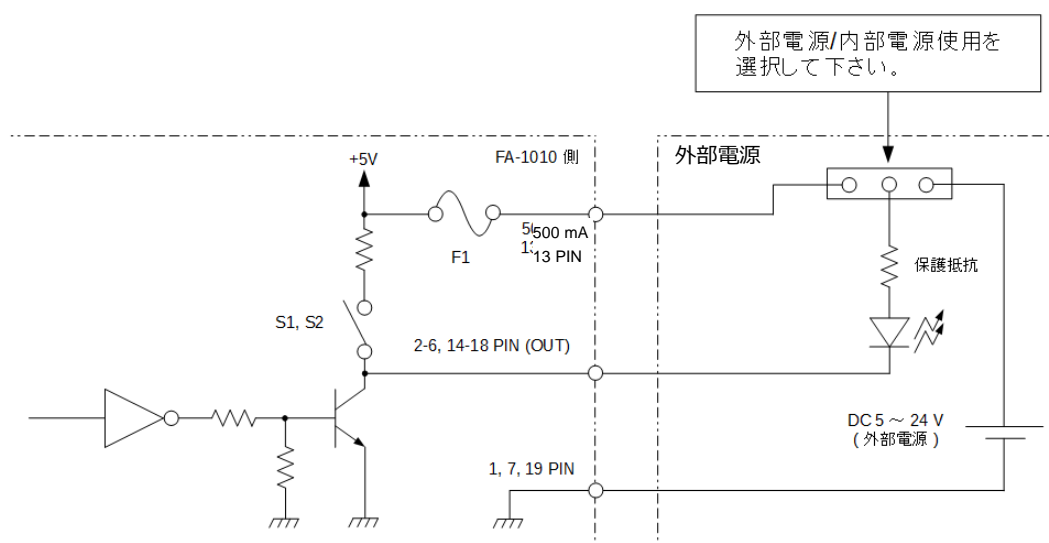 外部電源/内部電源使用を
選択して下さい。
+5V
FA-1010 側
外部電源
500 mA
13 PIN
F1
保護抵抗
S1, S2
2-6, 14-18 PIN (OUT)
DC 5 ~ 24 V
( 外部電源 )
1, 7, 19 PIN